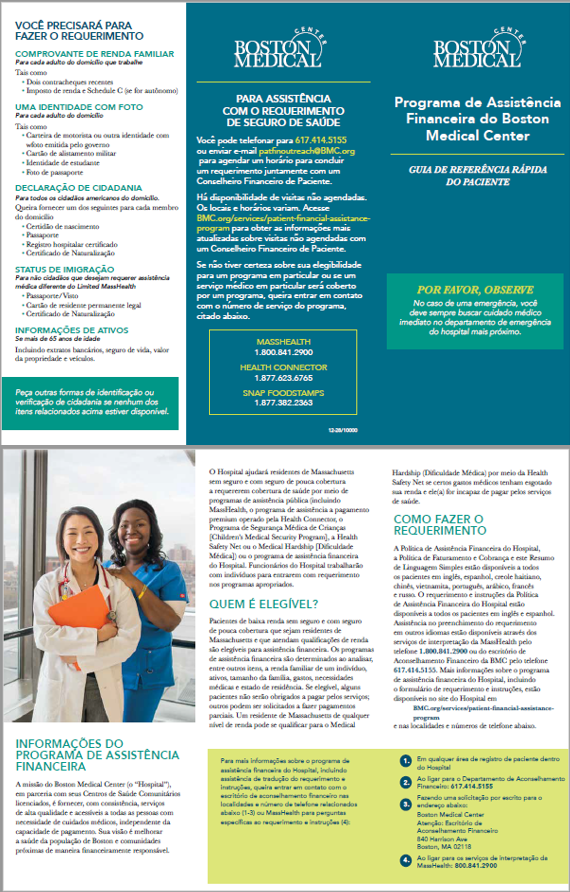 VOCÊ PRECISARÁ PARA
FAZER O REQUERIMENTO
COMPROVANTE DE RENDA FAMILIAR
Para cada adulto do domicílio que trabalhe
Tais como
• Dois contracheques recentes
• Imposto de renda e Schedule C (se for autônomo)
UMA IDENTIDADE COM FOTO
Para cada adulto do domicílio
Tais como
• Carteira de motorista ou outra identidade com
wfoto emitida pelo governo
• Cartão de alistamento militar
• Identidade de estudante
• Foto de passaporte
DECLARAÇÃO DE CIDADANIA
Para todos os cidadãos americanos do domicílio.
Queira fornecer um dos seguintes para cada membro
do domicílio
• Certidão de nascimento
• Passaporte
• Registro hospitalar certificado
• Certificado de Naturalização
STATUS DE IMIGRAÇÃO
Para não cidadãos que desejam requerer assistência
médica diferente do Limited MassHealth
• Passaporte/Visto
• Cartão de residente permanente legal
• Certificado de Naturalização
INFORMAÇÕES DE ATIVOS
Se mais de 65 anos de idade
Incluindo extratos bancários, seguro de vida, valor
da propriedade e veículos.
Peça outras formas de identificação ou
verificação de cidadania se nenhum dos
itens relacionados acima estiver disponível.
BOSTON
MEDICAL
CENTER
PARA ASSISTÊNCIA
COM O REQUERIMENTO
DE SEGURO DE SAÚDE
Você pode telefonar para 617.414.5155
ou enviar e-mail patfinoutreach@BMC.org
para agendar um horário para concluir
um requerimento juntamente com um
Conselheiro Financeiro de Paciente.
Há disponibilidade de visitas não agendadas.
Os locais e horários variam. Acesse
BMC.org/services/patient-financial-assistance-
program para obter as informações mais
atualizadas sobre visitas não agendadas com
um Conselheiro Financeiro de Paciente.
Se não tiver certeza sobre sua elegibilidade
para um programa em particular ou se um
serviço médico em particular será coberto
por um programa, queira entrar em contato
com o número de serviço do programa,
citado abaixo.
MASSHEALTH
1.800.841.2900
HEALTH CONNECTOR
1.877.623.6765
SNAP FOODSTAMPS
1.877.382.2363
12-28/10000
BOSTON
MEDICAL
CENTER
Programa de Assistência
Financeira do Boston
Medical Center
GUIA DE REFERÊNCIA RÁPIDA
DO PACIENTE
POR FAVOR, OBSERVE
No caso de uma emergência, você
deve sempre buscar cuidado médico
imediato no departamento de emergência
do hospital mais próximo.
INFORMAÇÕES DO
PROGRAMA DE ASSISTÊNCIA
FINANCEIRA
A missão do Boston Medical Center (o “Hospital”),
em parceria com seus Centros de Saúde Comunitários
licenciados, é fornecer, com consistência, serviços
de alta qualidade e acessíveis a todas as pessoas com
necessidade de cuidados médicos, independente da
capacidade de pagamento. Sua visão é melhorar
a saúde da população de Boston e comunidades
próximas de maneira financeiramente responsável.
O Hospital ajudará residentes de Massachusetts
sem seguro e com seguro de pouca cobertura
a requererem cobertura de saúde por meio de
programas de assistência pública (incluindo
MassHealth, o programa de assistência a pagamento
premium operado pela Health Connector, o
Programa de Segurança Médica de Crianças
[Children's Medical Security Program], a Health
Safety Net ou o Medical Hardship [Dificuldade
Médica]) ou o programa de assistência financeira
do Hospital. Funcionários do Hospital trabalharão
com indivíduos para entrarem com requerimento
nos programas apropriados.
QUEM É ELEGÍVEL?
Pacientes de baixa renda sem seguro e com seguro
de pouca cobertura que sejam residentes de
Massachusetts e que atendam qualificações de renda
são elegíveis para assistência financeira. Os programas
de assistência financeira são determinados ao analisar,
entre outros itens, a renda familiar de um indivíduo,
ativos, tamanho da família, gastos, necessidades
médicas e estado de residência. Se elegível, alguns
pacientes não serão obrigados a pagar pelos serviços;
outros podem ser solicitados a fazer pagamentos
parciais. Um residente de Massachusetts de qualquer
nível de renda pode se qualificar para o Medical
Hardship (Dificuldade Médica) por meio da Health
Safety Net se certos gastos médicos tenham esgotado
sua renda e ele(a) for incapaz de pagar pelos serviços
de saúde.
COMO FAZER O
REQUERIMENTO
A Política de Assistência Financeira do Hospital,
a Política de Faturamento e Cobrança e este Resumo
de Linguagem Simples estão disponíveis a todos
os pacientes em inglês, espanhol, creole haitiano,
chinês, vietnamita, português, arábico, francês
e russo. O requerimento e instruções da Política
de Assistência Financeira do Hospital estão
disponíveis a todos os pacientes em inglês e espanhol.
Assistência no preenchimento do requerimento
em outros idiomas estão disponíveis através dos
serviços de interpretação da MassHealth pelo
telefone 1.800.841.2900 ou do escritório de
Aconselhamento Financeiro da BMC pelo telefone
617.414.5155. Mais informações sobre o programa
de assistência financeira do Hospital, incluindo
o formulário de requerimento e instruções, estão
disponíveis no site do Hospital em
BMC.org/services/patient-financial-assistance-
program
e nas localidades e números de telefone abaixo.
Para mais informações sobre o programa de
assistência financeira do Hospital, incluindo
assistência de tradução do requerimento e
instruções, queira entrar em contato com o
escritório de aconselhamento financeiro nas
localidades e número de telefone relacionados
abaixo (1-3) ou MassHealth para perguntas
específicas ao requerimento e instruções (4):
1. Em qualquer área de registro de paciente dentro
do Hospital
2. Ao ligar para o Departamento de Aconselhamento
Financeiro: 617.414.5155
3. Fazendo uma solicitação por escrito para o
endereço abaixo:
Boston Medical Center
Atenção: Escritório de
Aconselhamento Financeiro
840 Harrison Ave
Boston, MA 02118
4. Ao ligar para os serviços de interpretação da
MassHealth: 800.841.2900